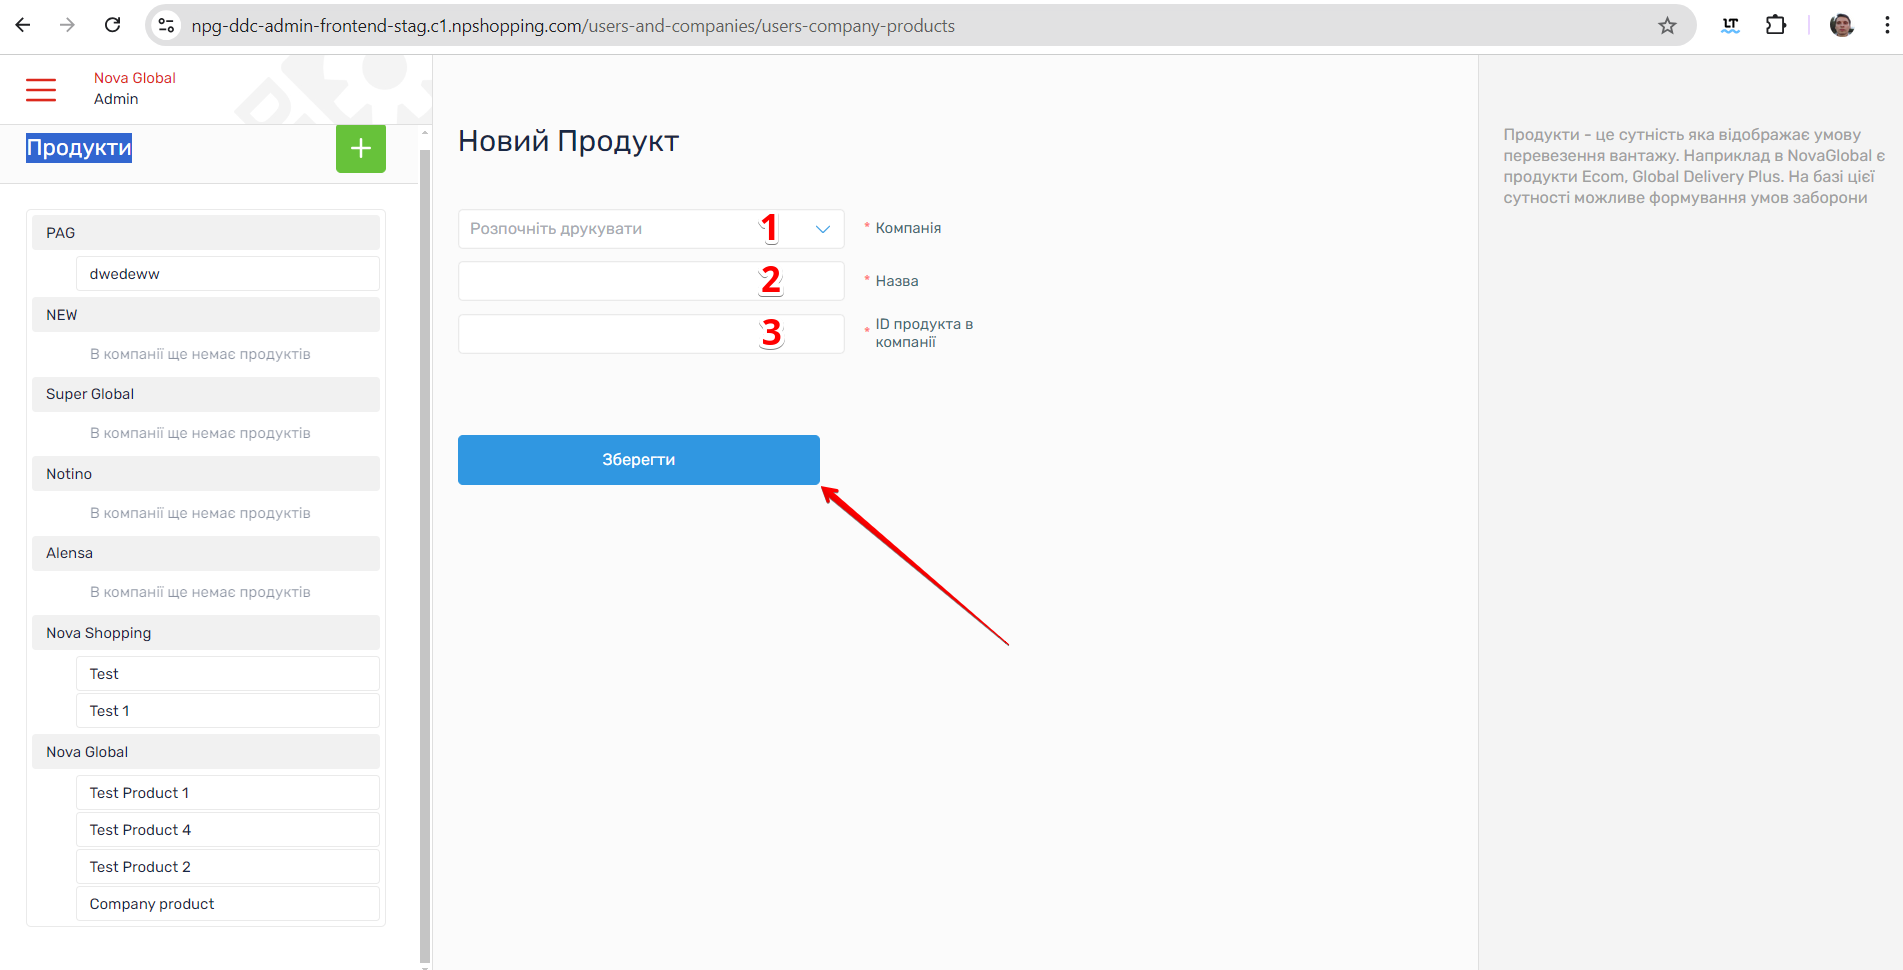 npg-ddc-admin-frontend-stag.c1.npshopping.com/users-and-companies/users-company-products
LT
Nova Global
Admin
Продукти
+
PAG
dwedeww
NEW
В компанії ще немає продуктів
Super Global
В компанії ще немає продуктів
Notino
В компанії ще немає продуктів
Alensa
В компанії ще немає продуктів
Nova Shopping
Test
Test 1
Nova Global
Test Product 1
Test Product 4
Test Product 2
Company product
Новий Продукт
Розпочніть друкувати 1 * Компанія
2 * Назва
3 * ID продукта в
компанії
Зберегти
Продукти - це сутність яка відображає умову
перевезення вантажу. Наприклад в NovaGlobal є
продукти Ecom, Global Delivery Plus. На базі цієї
сутності можливе формування умов заборони